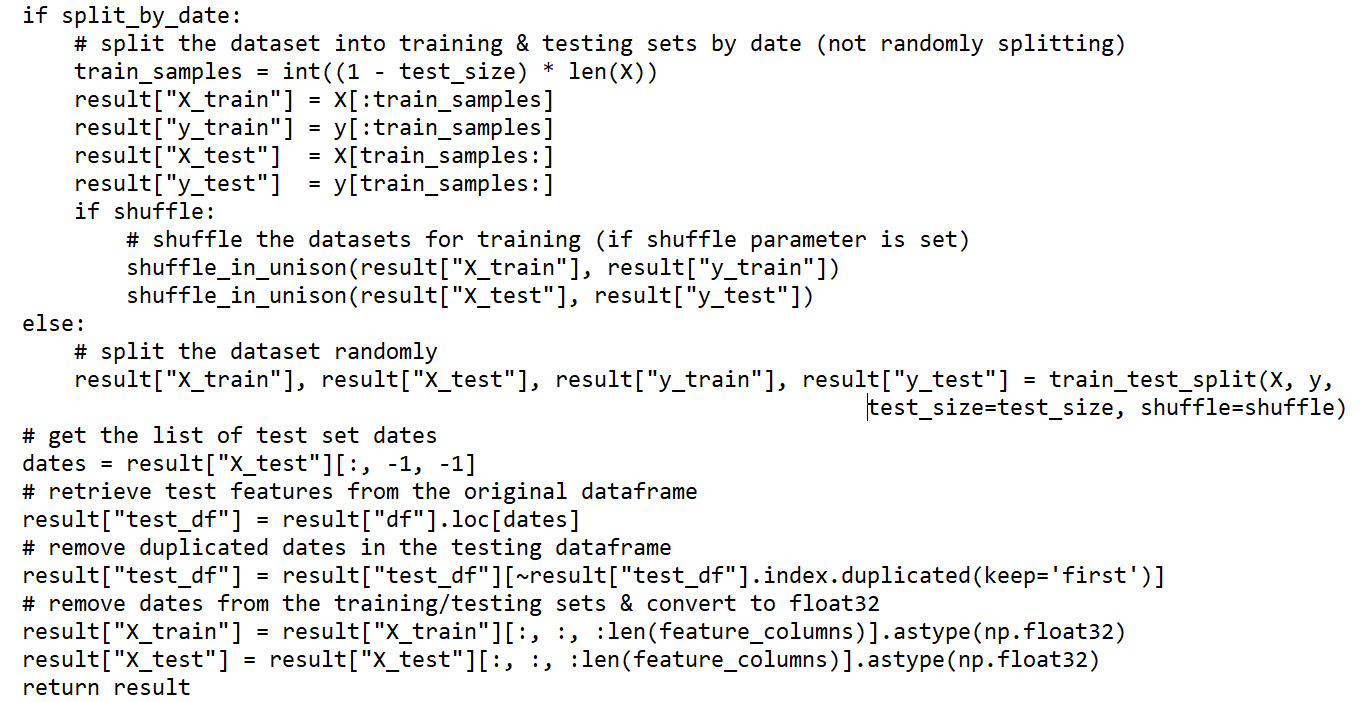 if split_by_date:
    # split the dataset into training & testing sets by date (not randomly splitting)
    train_samples = int((1 - test_size) * len(X))
    result["X_train"] = X[:train_samples]
    result["y_train"] = y[:train_samples]
    result["X_test"]  = X[train_samples:]
    result["y_test"]  = y[train_samples:]
    if shuffle:
        # shuffle the datasets for training (if shuffle parameter is set)
        shuffle_in_unison(result["X_train"], result["y_train"])
        shuffle_in_unison(result["X_test"], result["y_test"])
else:
    # split the dataset randomly
    result["X_train"], result["X_test"], result["y_train"], result["y_test"] = train_test_split(X, y,
                                                                 test_size=test_size, shuffle=shuffle)
# get the list of test set dates
dates = result["X_test"][:, -1, -1]
# retrieve test features from the original dataframe
result["test_df"] = result["df"].loc[dates]
# remove duplicated dates in the testing dataframe
result["test_df"] = result["test_df"][~result["test_df"].index.duplicated(keep='first')]
# remove dates from the training/testing sets & convert to float32
result["X_train"] = result["X_train"][:, :, :len(feature_columns)].astype(np.float32)
result["X_test"] = result["X_test"][:, :, :len(feature_columns)].astype(np.float32)
return result